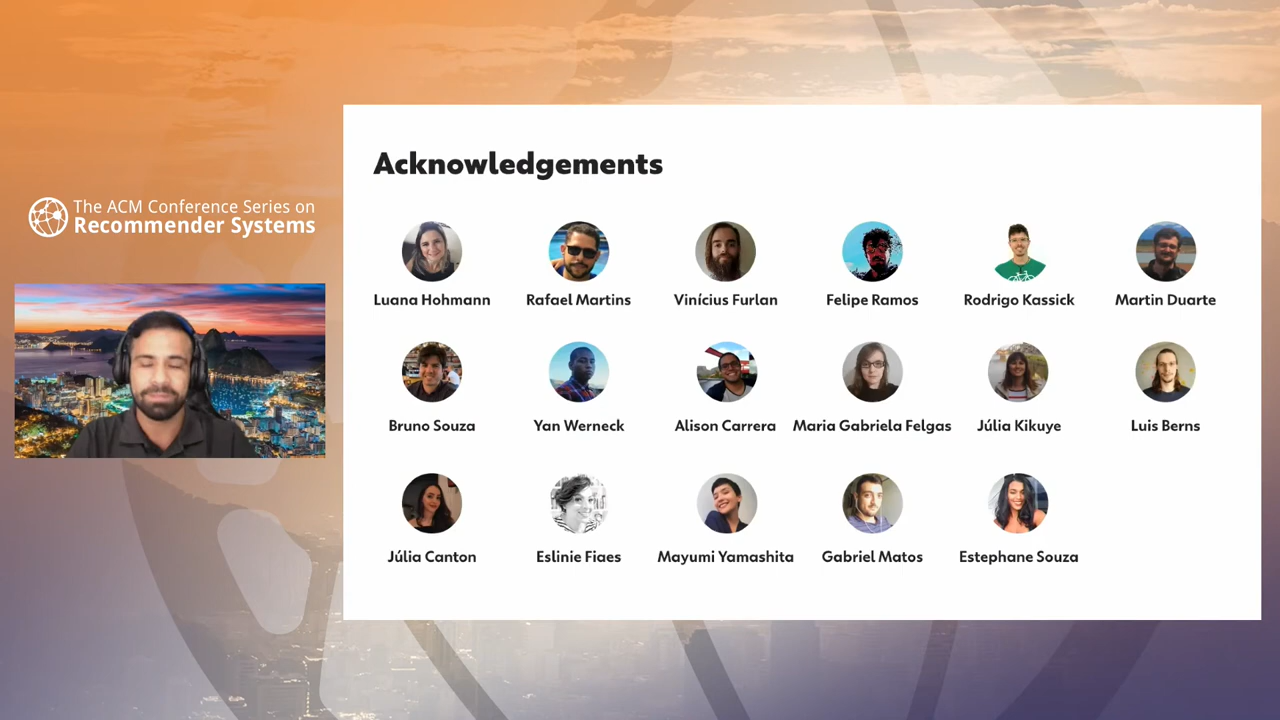 The ACM Conference Series on
Recommender Systems
Acknowledgements
Luana Hohmann
Rafael Martins
Vinícius Furlan
Felipe Ramos
Rodrigo Kassick
Martin Duarte
Bruno Souza
Yan Werneck
Alison Carrera
Maria Gabriela Felgas
Júlia Kikuye
Luis Berns
Júlia Canton
Eslinie Fiaes
Mayumi Yamashita
Gabriel Matos
Estephane Souza